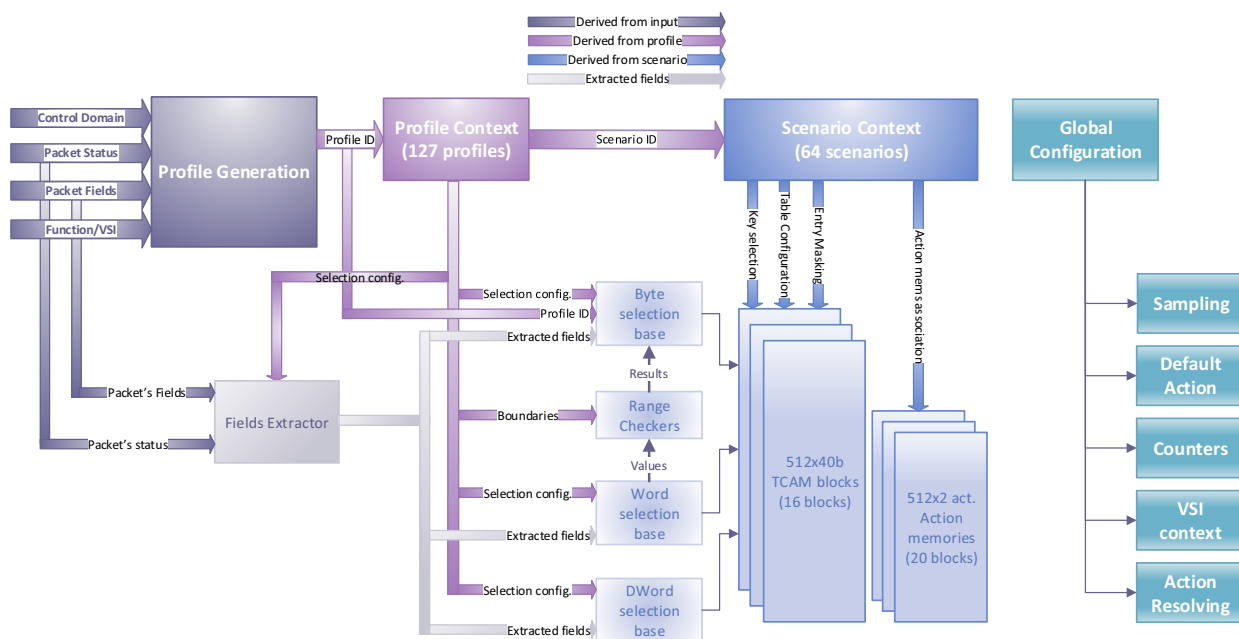 Derived from input
Derived from profile
Derived from scenario
Extracted fields
Control Domain
Packet Status
Packet Fields
Function/VSI
Profile Generation
Profile ID
Profile Context
(127 profiles)
Scenario ID
Scenario Context
(64 scenarios)
Global
Configuration
Key selection
Table Configuration
Entry Masking
Action mems association
Selection config.
Selection config.
Profile ID
Extracted fields
Byte
selection
base
Results
Packet's Fields
Packet's status
Fields Extractor
Boundaries
Range
Checkers
Values
Selection config.
Extracted fields
Word
selection
base
Selection config.
Extracted fields
DWord
selection
base
512x40b
TCAM blocks
(16 blocks)
512x2 act.
Action
memories
(20 blocks)
Sampling
Default
Action
Counters
VSI
context
Action
Resolving